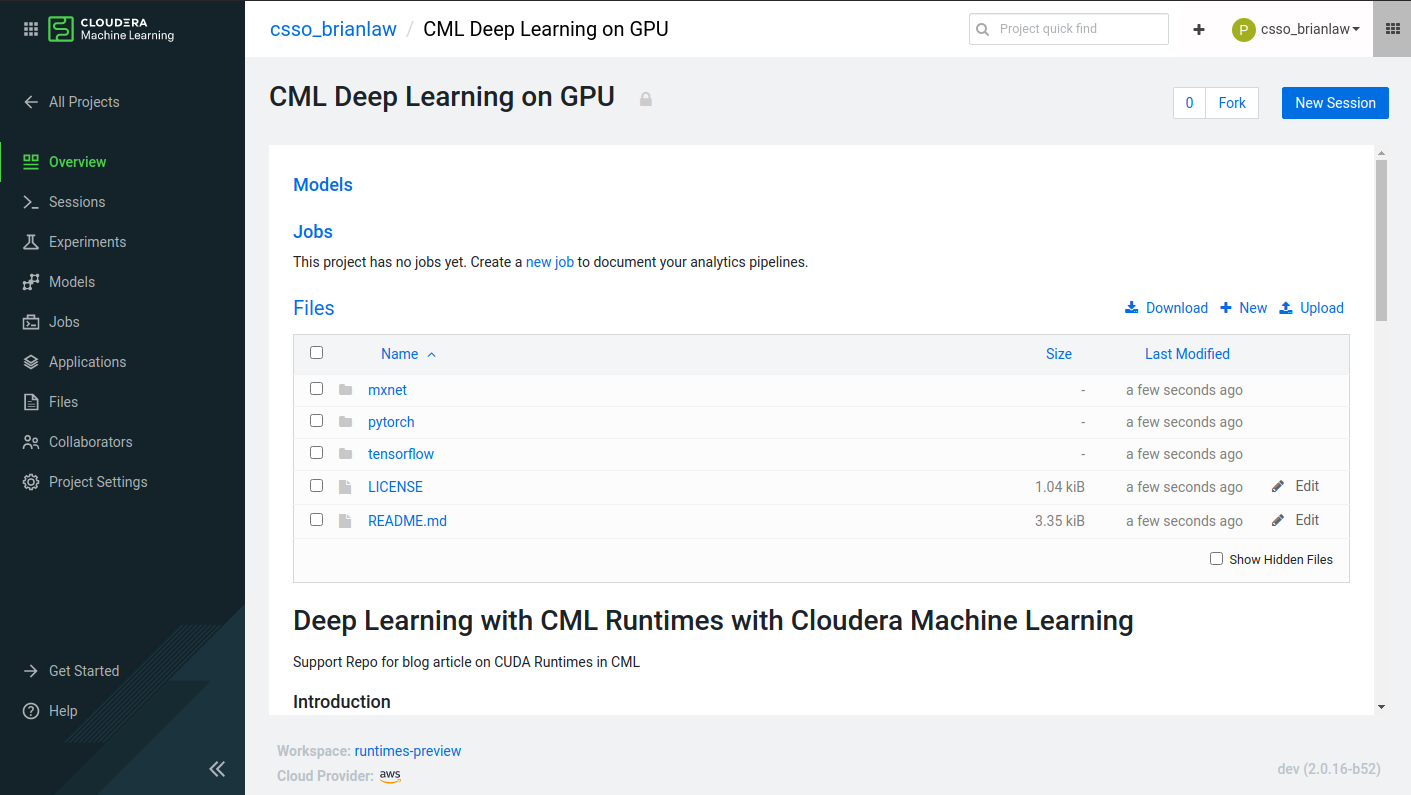 CLOUDERA
Machine Learning
csso_brianlaw / CML Deep Learning on GPU
Project quick find
P csso_brianlaw
All Projects
Overview
Sessions
Experiments
Models
Jobs
Applications
Files
Collaborators
Project Settings
Get Started
Help
CML Deep Learning on GPU
0 Fork New Session
Models
Jobs
This project has no jobs yet. Create a new job to document your analytics pipelines.
Files Download New Upload
Name Size Last Modified
mxnet - a few seconds ago
pytorch - a few seconds ago
tensorflow - a few seconds ago
LICENSE 1.04 kiB a few seconds ago Edit
README.md 3.35 kiB a few seconds ago Edit
Show Hidden Files
Deep Learning with CML Runtimes with Cloudera Machine Learning
Support Repo for blog article on CUDA Runtimes in CML
Introduction
Workspace: runtimes-preview
Cloud Provider: aws
dev (2.0.16-b52)